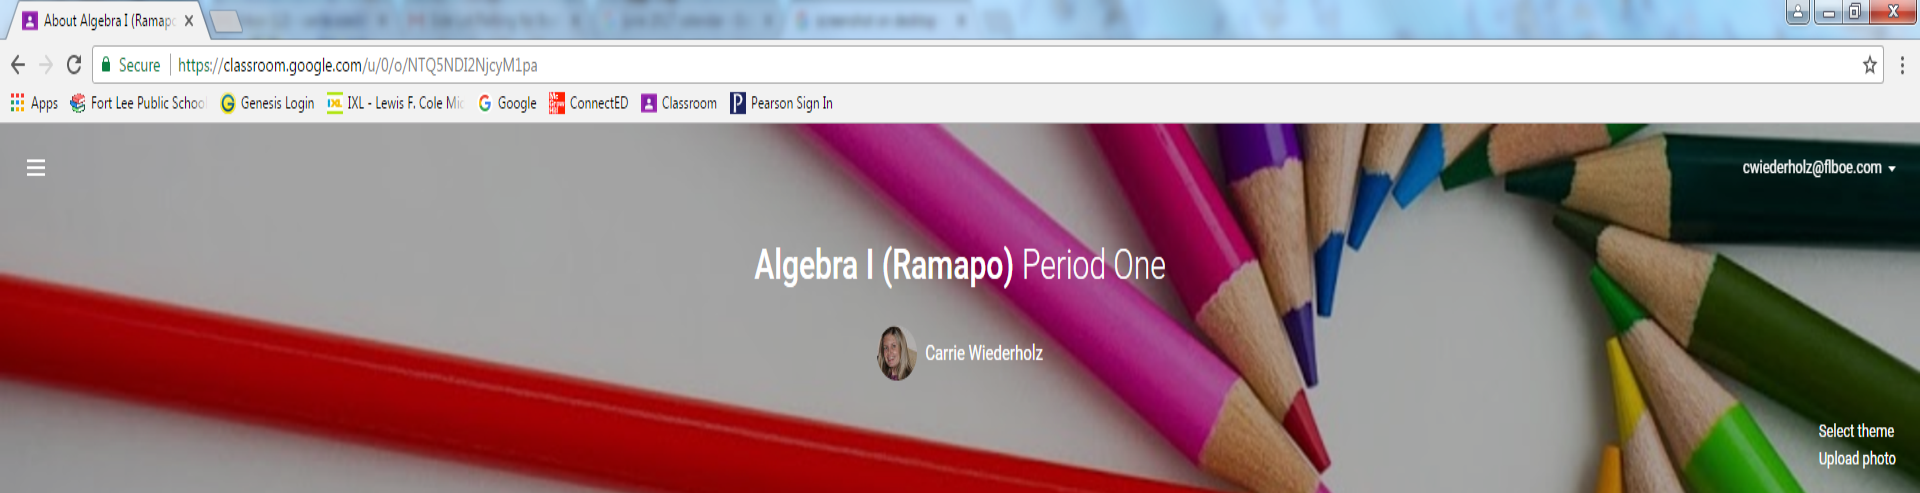 About Algebra I (Ramapo
Secure https://classroom.google.com/u/0/o/NTQ5NDI2NjcyM1pa
Apps Fort Lee Public Schoo Genesis Login IXL - Lewis F. Cole Mid Google ConnectED Classroom Pearson Sign In
cwiederholz@flboe.com
Algebra I (Ramapo) Period One
Carrie Wiederholz
Select theme
Upload photo